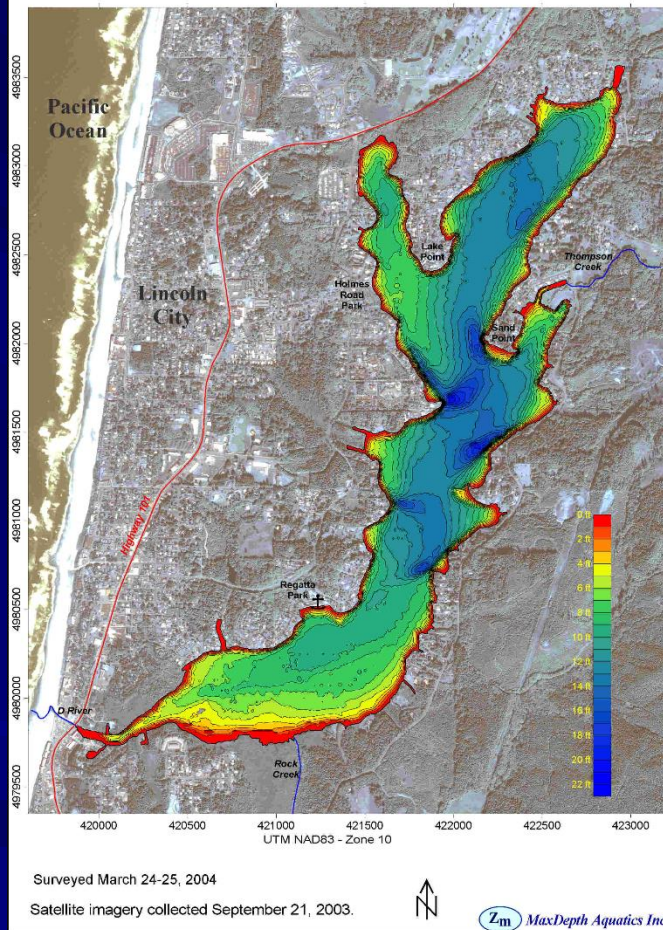 Pacific
Ocean
Lincoln
City
Highway 101
Lake
Point
Holmes
Road
Park
Thompson
Creek
Sand
Point
Regatta
Park
D River
Rock
Creek
0 ft
2 ft
4 ft
6 ft
8 ft
10 ft
12 ft
14 ft
16 ft
18 ft
20 ft
22 ft
4983500
4983000
4982500
4982000
4981500
4981000
4980500
4980000
4979500
420000 420500 421000 421500 422000 422500 423000
UTM NAD83 - Zone 10
Surveyed March 24-25, 2004
Satellite imagery collected September 21, 2003.
N
Zm MaxDepth Aquatics Inc